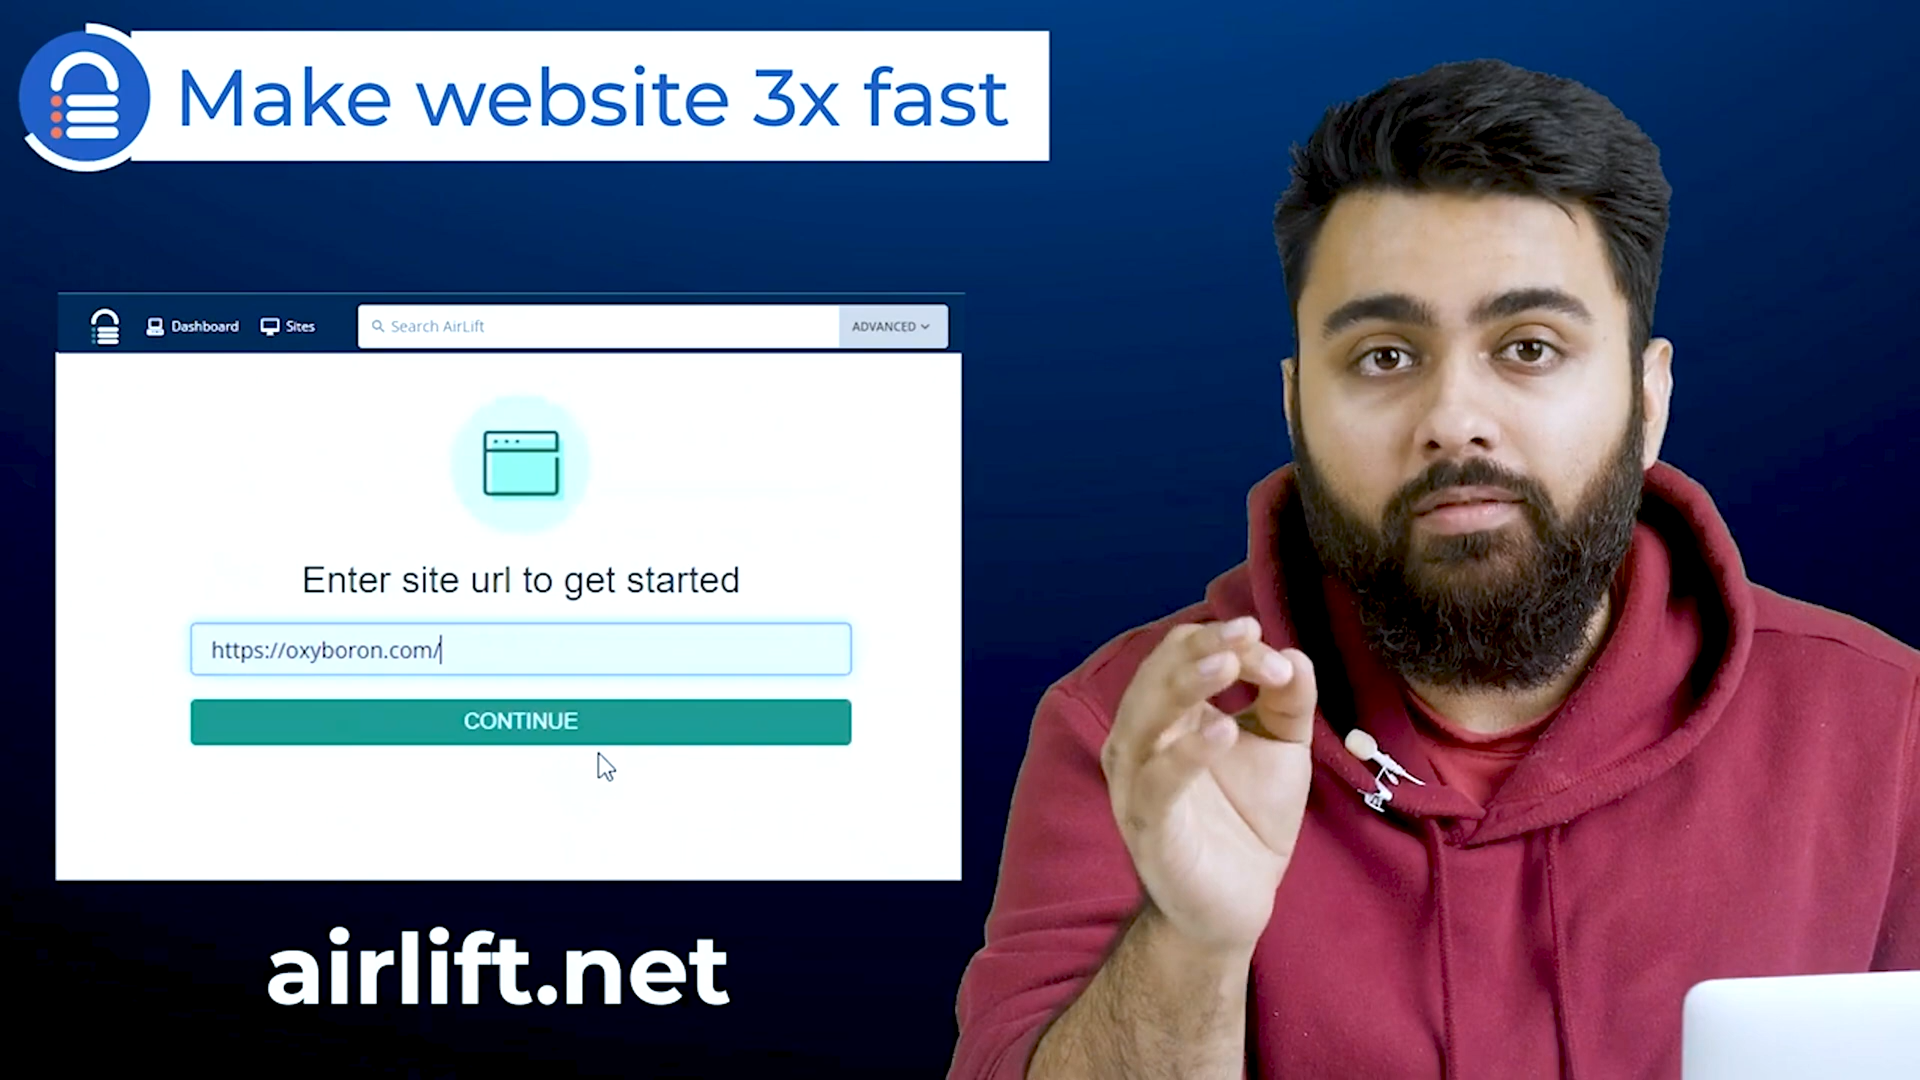 Make website 3x fast
Dashboard Sites Search AirLift ADVANCED
Enter site url to get started
https://oxyboron.com/
CONTINUE
airlift.net